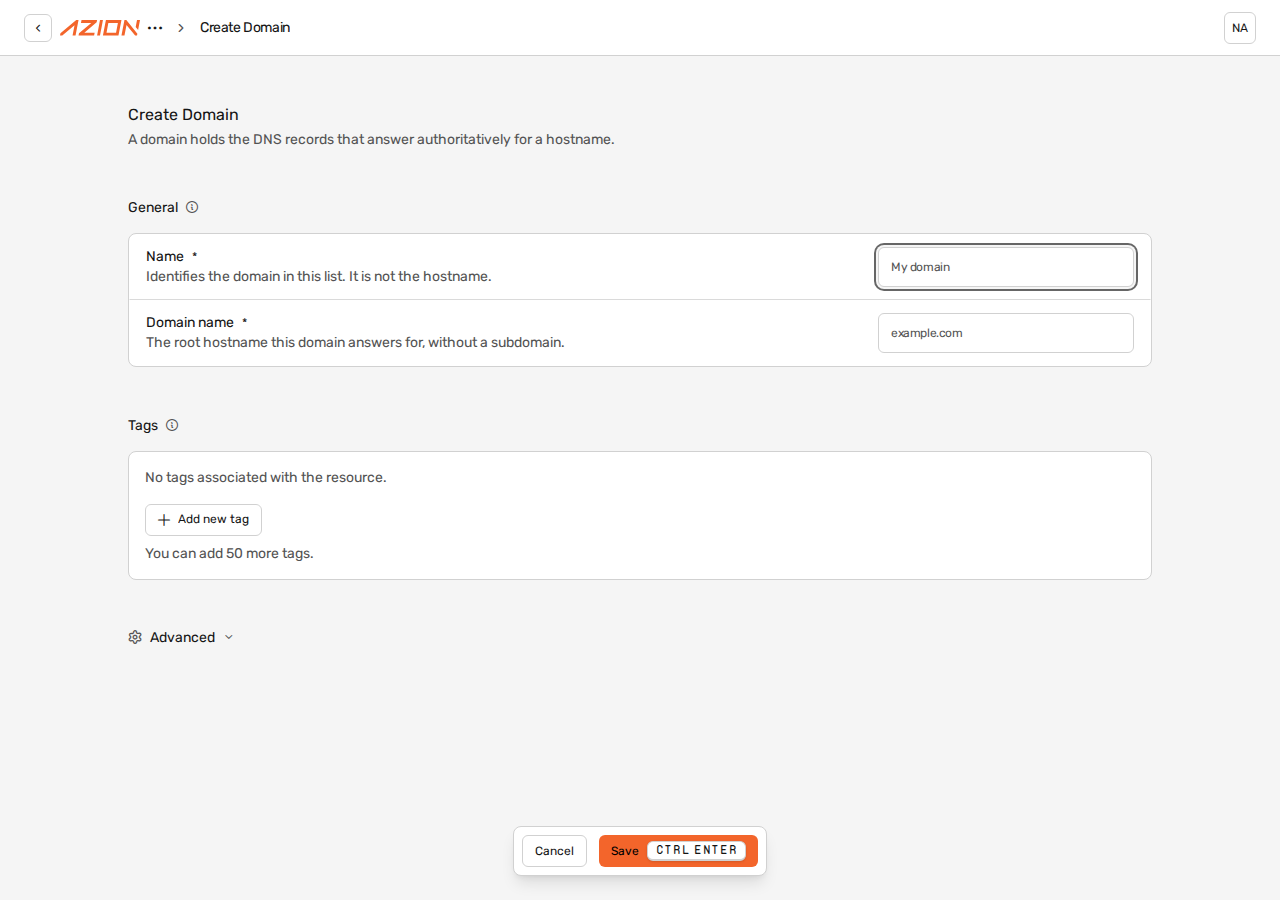 AZION
Create Domain
NA
Create Domain
A domain holds the DNS records that answer authoritatively for a hostname.
General
Name *
Identifies the domain in this list. It is not the hostname.
My domain
Domain name *
The root hostname this domain answers for, without a subdomain.
example.com
Tags
No tags associated with the resource.
Add new tag
You can add 50 more tags.
Advanced
Cancel
Save CTRL ENTER